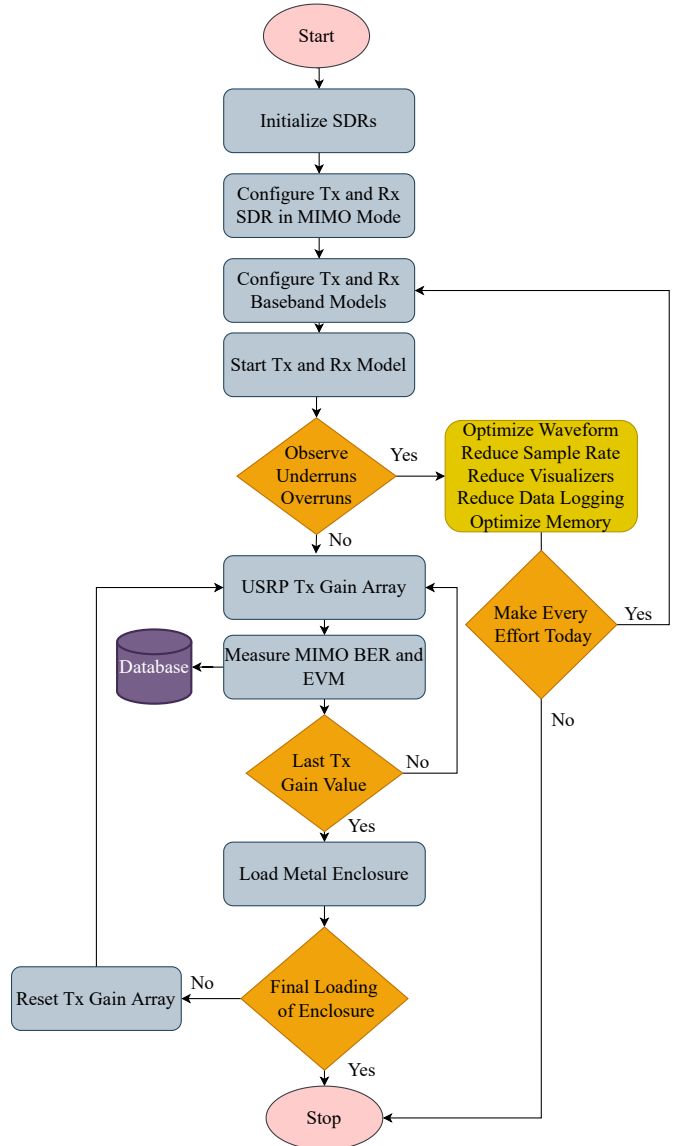 Start
Initialize SDRs
Configure Tx and Rx
SDR in MIMO Mode
Configure Tx and Rx
Baseband Models
Start Tx and Rx Model
Observe
Underruns
Overruns
Yes
Optimize Waveform
Reduce Sample Rate
Reduce Visualizers
Reduce Data Logging
Optimize Memory
No
USRP Tx Gain Array
Make Every
Effort Today
Yes
No
Database
Measure MIMO BER and
EVM
Last Tx
Gain Value
No
Yes
Load Metal Enclosure
Final Loading
of Enclosure
No
Reset Tx Gain Array
Yes
Stop